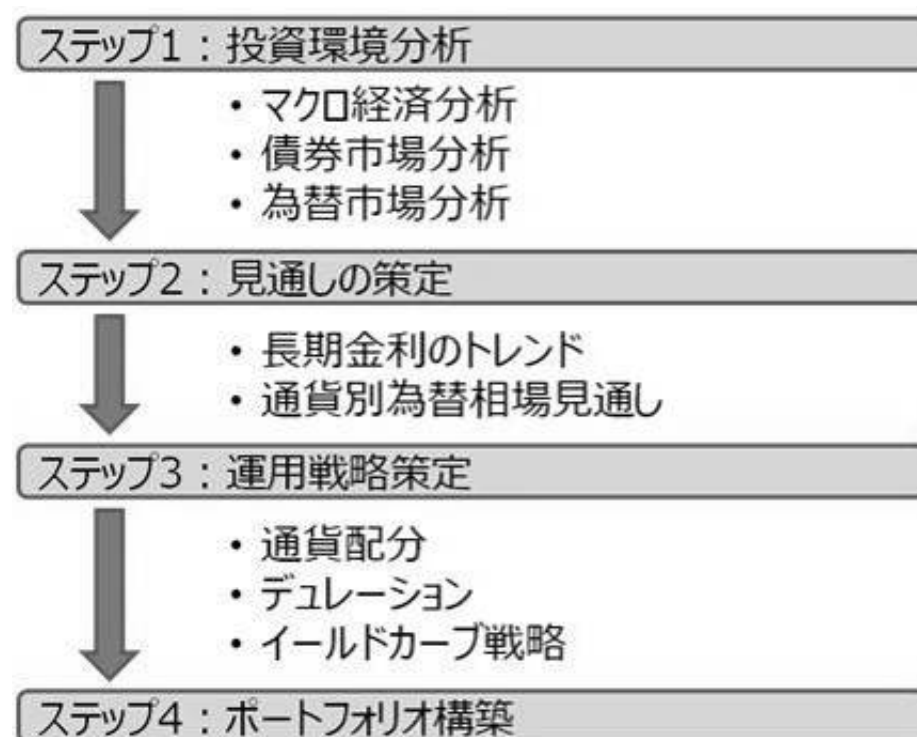 ステップ1：投資環境分析
・マクロ経済分析
・債券市場分析
・為替市場分析
ステップ2：見通しの策定
・長期金利のトレンド
・通貨別為替相場見通し
ステップ3：運用戦略策定
・通貨配分
・デュレーション
・イールドカーブ戦略
ステップ4：ポートフォリオ構築